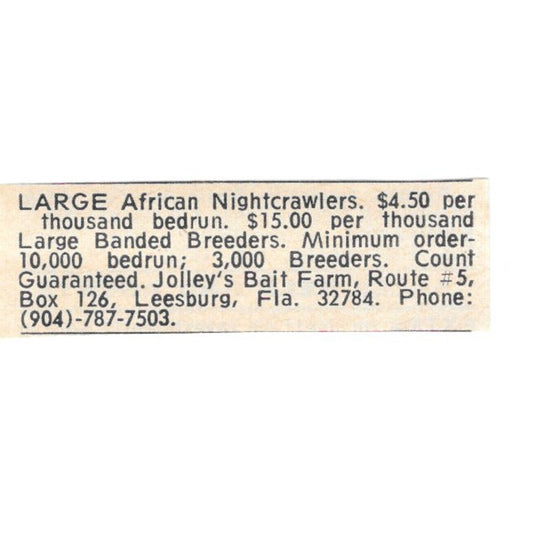 LARGE African Nightcrawlers. $4.50 per
thousand bedrun. $15.00 per thousand
Large Banded Breeders. Minimum order-
10,000 bedrun; 3,000 Breeders. Count
Guaranteed. Jolley's Bait Farm, Route #5,
Box 126, Leesburg, Fla. 32784. Phone:
(904)-787-7503.